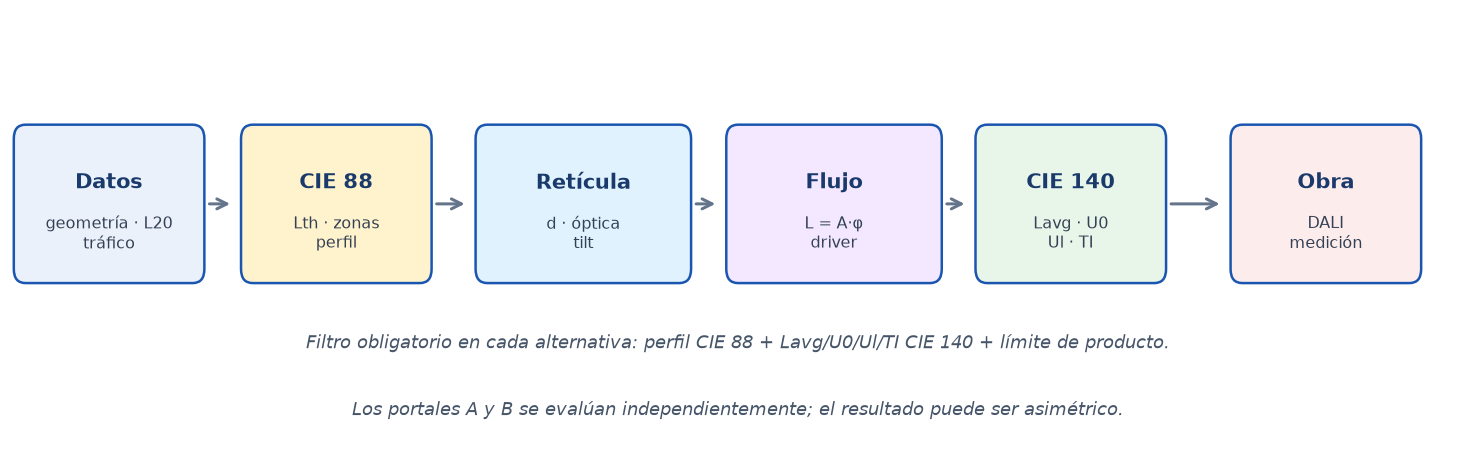 Datos
geometría · L20
tráfico
CIE 88
Lth · zonas
perfil
Retícula
d · óptica
tilt
Flujo
L = A·φ
driver
CIE 140
Lavg · U0
Ul · TI
Obra
DALI
medición
Filtro obligatorio en cada alternativa: perfil CIE 88 + Lavg/U0/Ul/TI CIE 140 + límite de producto.
Los portales A y B se evalúan independientemente; el resultado puede ser asimétrico.